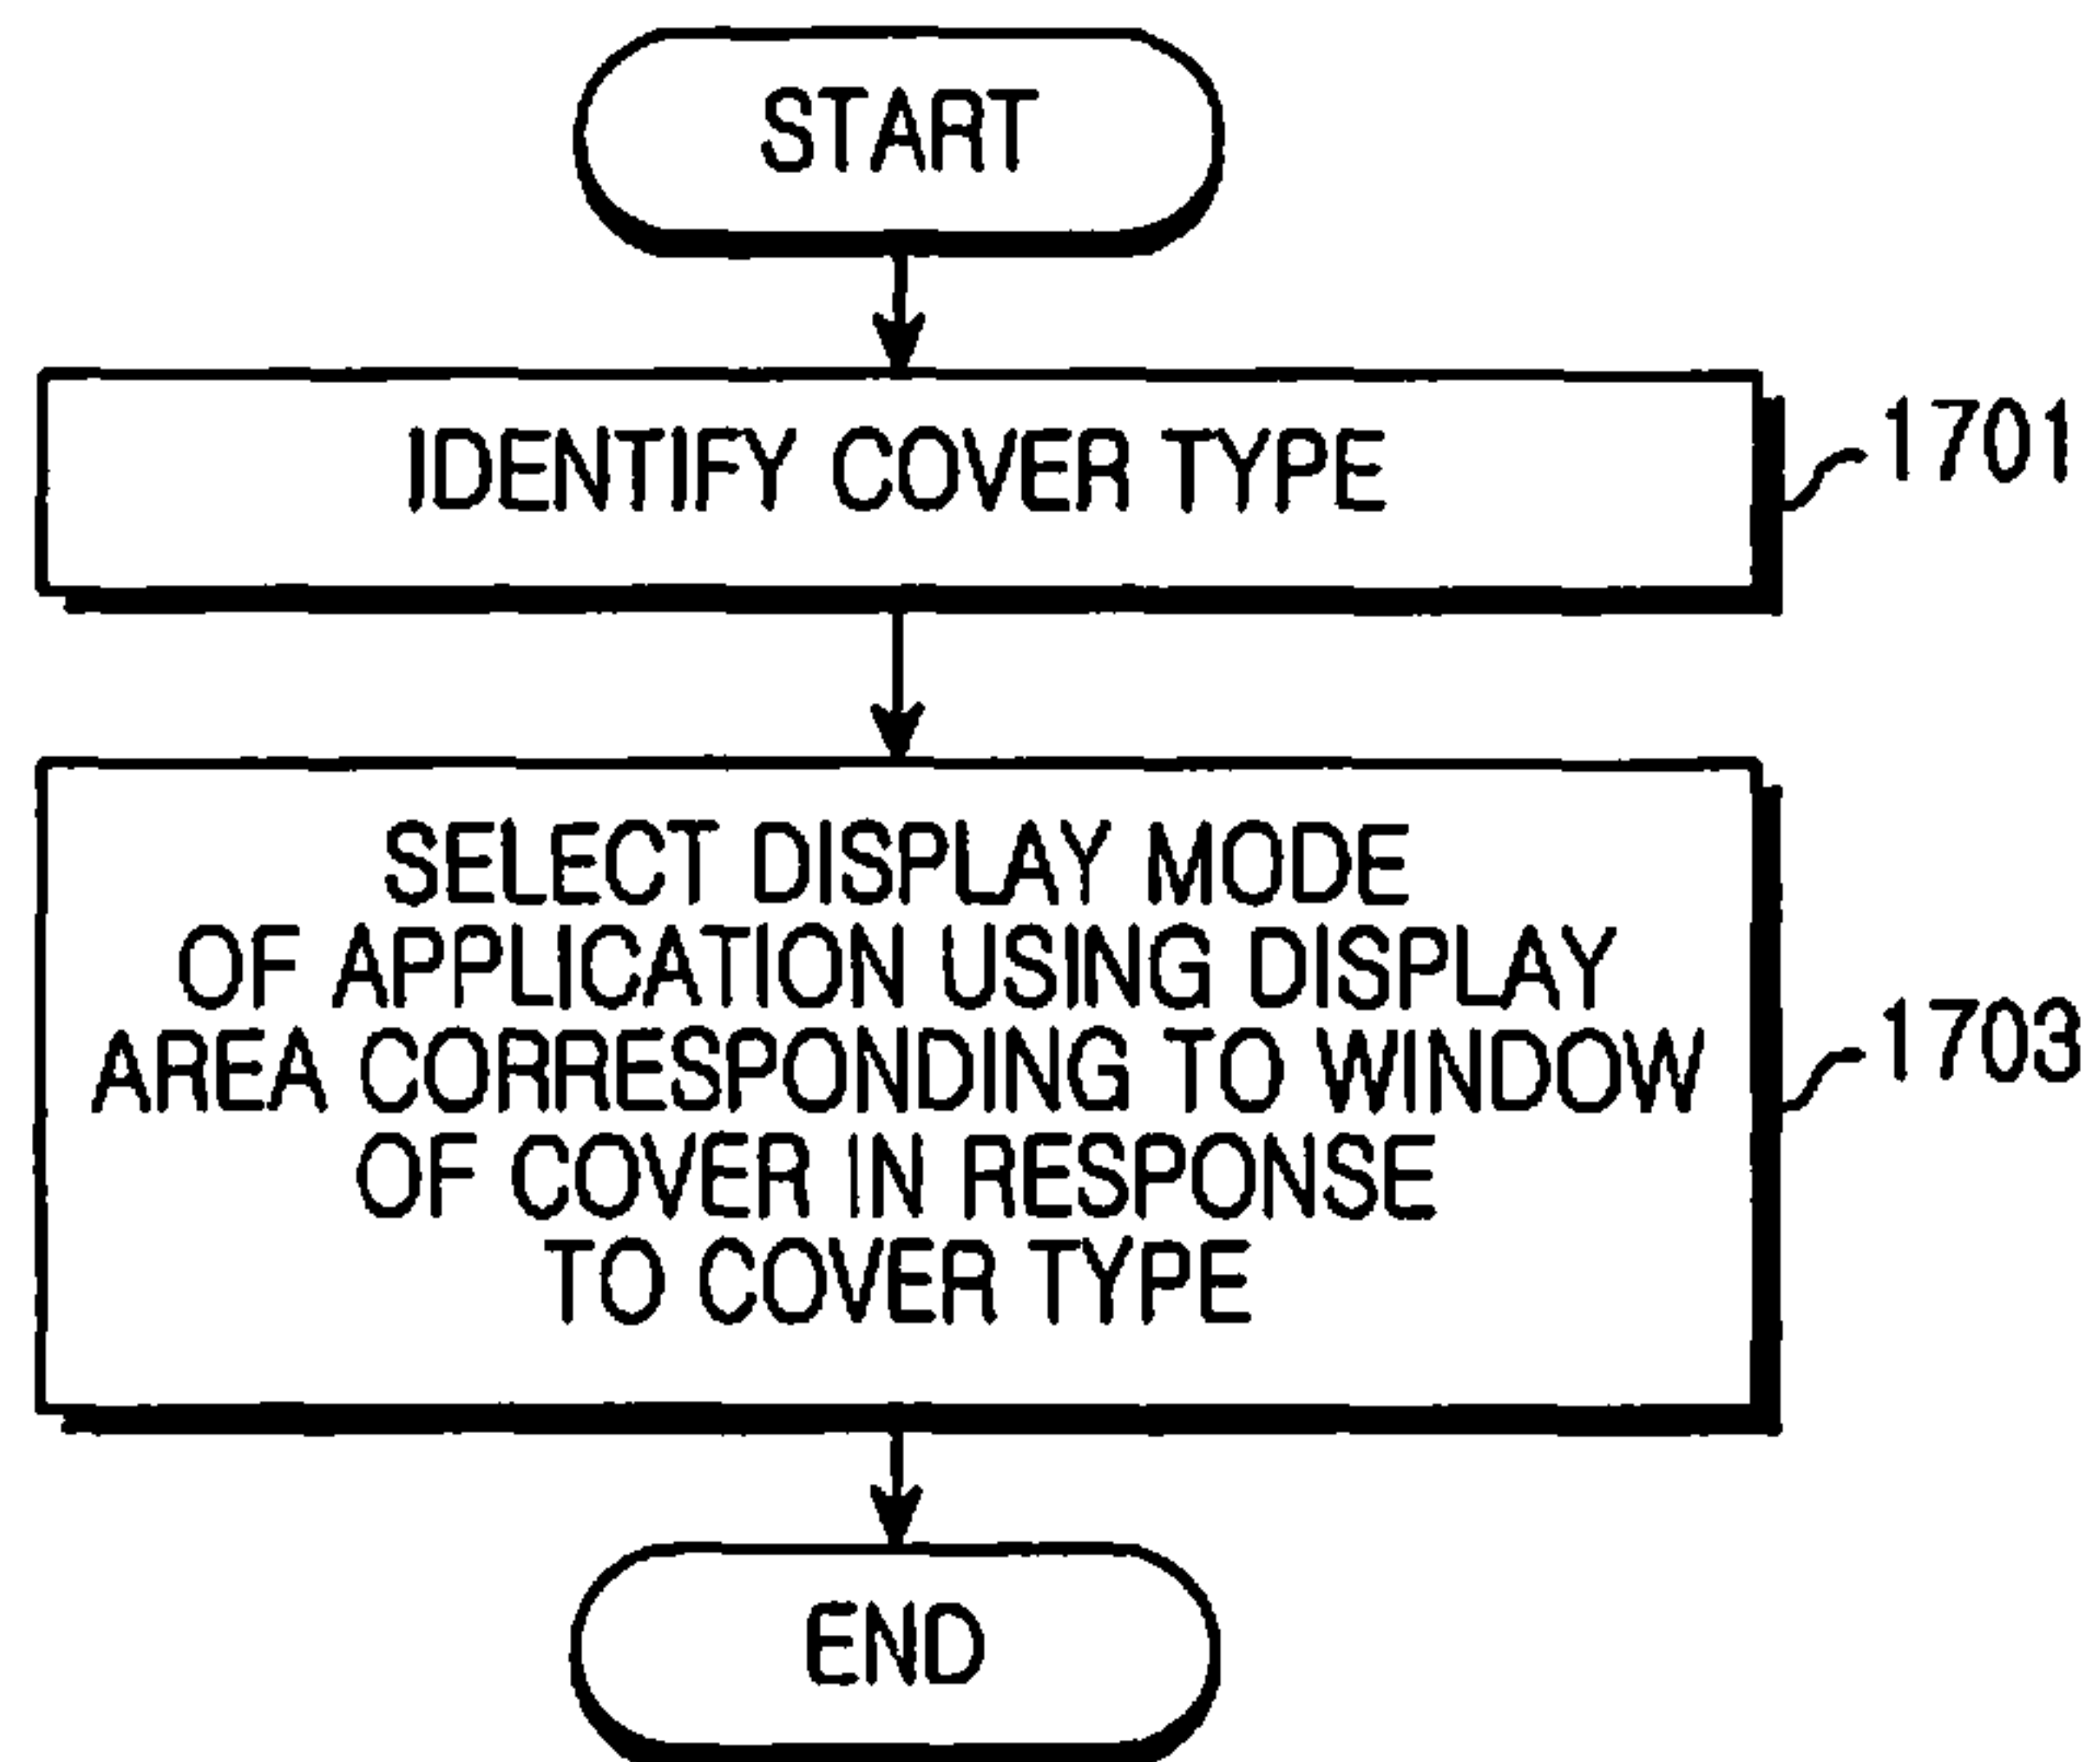 START
IDENTIFY COVER TYPE
1701
SELECT DISPLAY MODE
OF APPLICATION USING DISPLAY
AREA CORRESPONDING TO WINDOW
OF COVER IN RESPONSE
TO COVER TYPE
1703
END